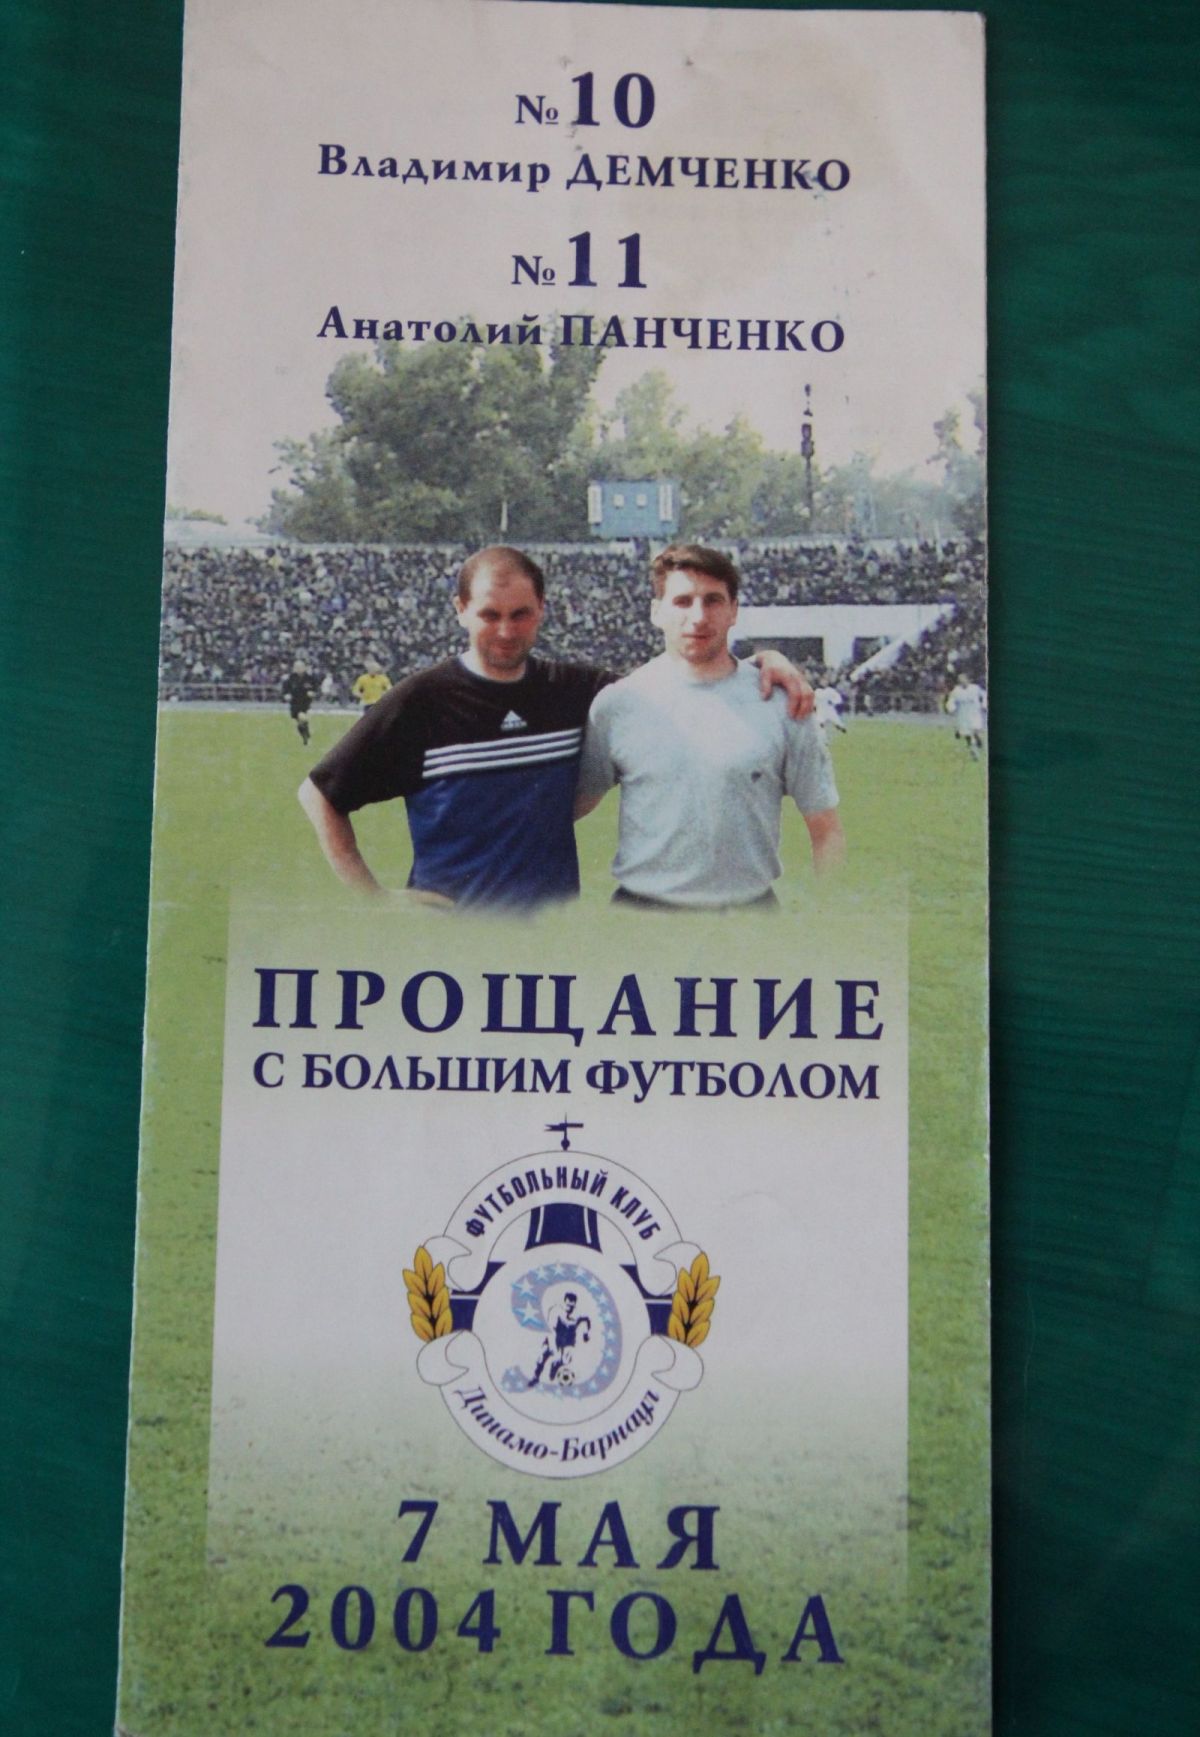 №10
Владимир ДЕМЧЕНКО
№11
Анатолий ПАНЧЕНКО
ПРОЩАНИЕ
С БОЛЬШИМ ФУТБОЛОМ
ФУТБОЛЬНЫЙ КЛУБ
Динамо-Барнаул
7 МАЯ
2004 ГОДА